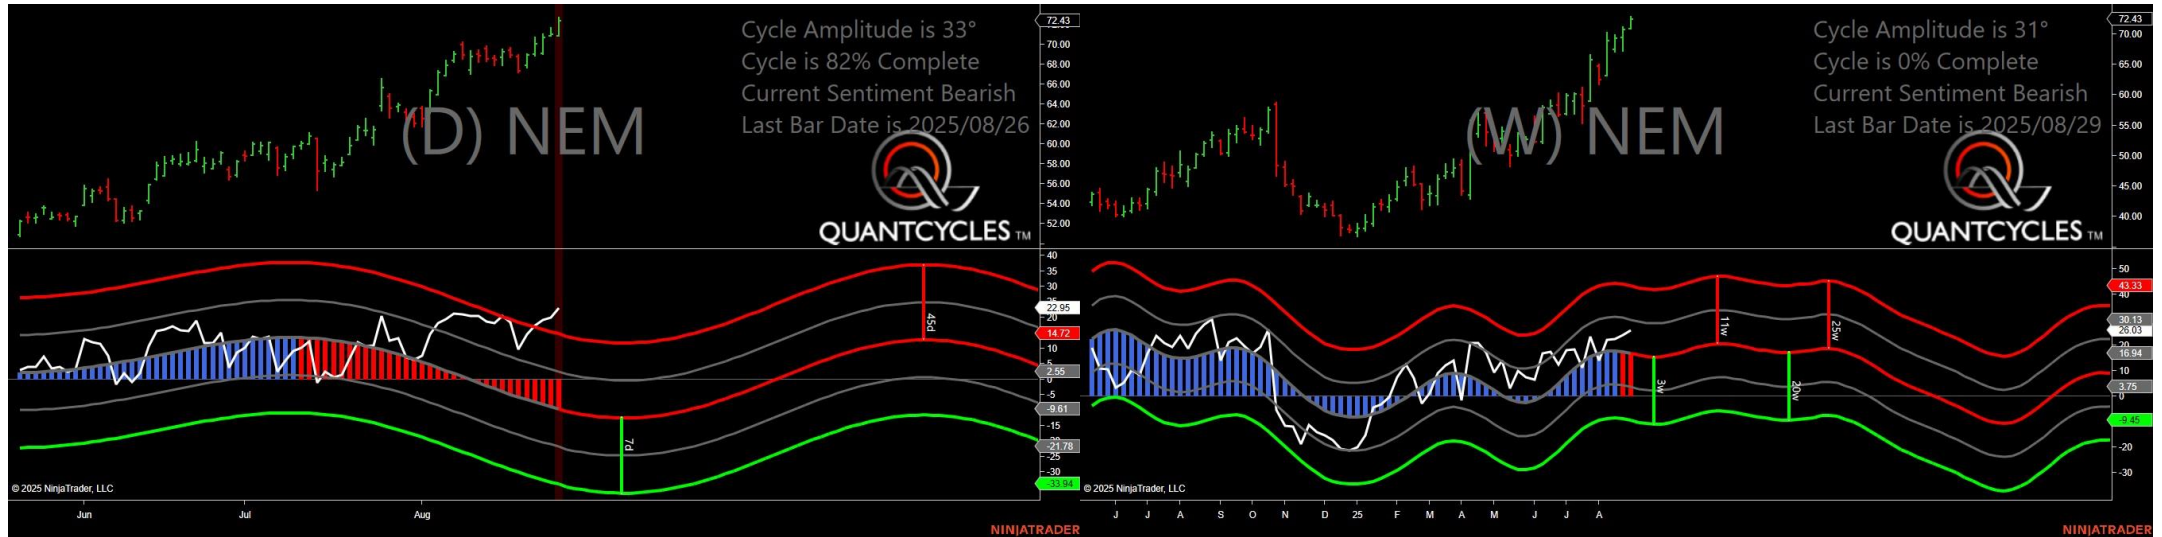 Cycle Amplitude is 33°
Cycle is 82% Complete
Current Sentiment Bearish
Last Bar Date is 2025/08/26
(D) NEM
QUANTCYCLES TM
72.43
70.00
68.00
66.00
64.00
62.00
60.00
58.00
56.00
54.00
52.00
40
35
30
22.95
20
14.72
10
5
2.55
0
-5
-9.61
-15
-21.78
-25
-30
-33.94
45d
7d
© 2025 NinjaTrader, LLC
Jun
Jul
Aug
NINJATRADER
Cycle Amplitude is 31°
Cycle is 0% Complete
Current Sentiment Bearish
Last Bar Date is 2025/08/29
(W) NEM
QUANTCYCLES TM
72.43
70.00
65.00
60.00
55.00
50.00
45.00
40.00
50
43.33
40
30.13
26.03
20
16.94
10
3.75
0
-9.45
-20
-30
3w
11w
20w
25w
© 2025 NinjaTrader, LLC
J
J
A
S
O
N
D
25
F
M
A
M
J
J
A
NINJATRADER